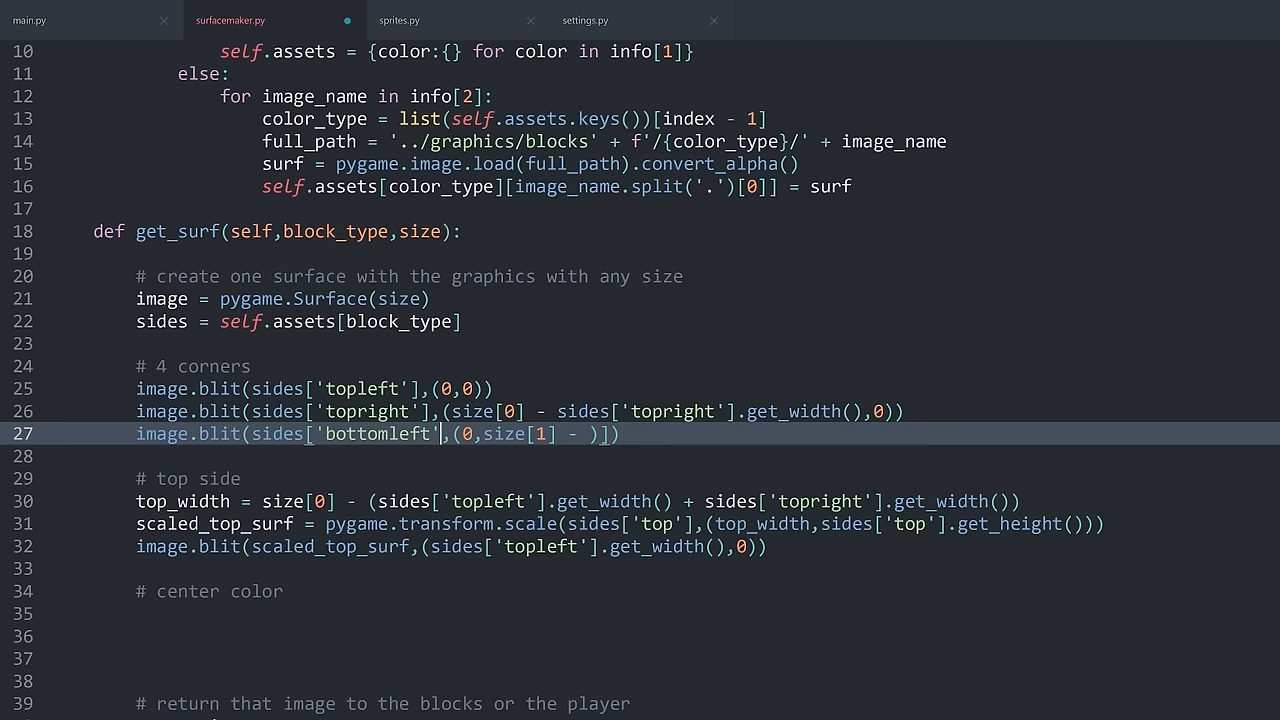 main.py
surfacemaker.py
sprites.py
settings.py
10 self.assets = {color:{} for color in info[1]}
11 else:
12 for image_name in info[2]:
13 color_type = list(self.assets.keys())[index - 1]
14 full_path = '../graphics/blocks' + f'/{color_type}/' + image_name
15 surf = pygame.image.load(full_path).convert_alpha()
16 self.assets[color_type][image_name.split('.')[0]] = surf
17
18 def get_surf(self,block_type,size):
19
20 # create one surface with the graphics with any size
21 image = pygame.Surface(size)
22 sides = self.assets[block_type]
23
24 # 4 corners
25 image.blit(sides['topleft'],(0,0))
26 image.blit(sides['topright'],(size[0] - sides['topright'].get_width(),0))
27 image.blit(sides['bottomleft',(0,size[1] - )])
28
29 # top side
30 top_width = size[0] - (sides['topleft'].get_width() + sides['topright'].get_width())
31 scaled_top_surf = pygame.transform.scale(sides['top'],(top_width,sides['top'].get_height()))
32 image.blit(scaled_top_surf,(sides['topleft'].get_width(),0))
33
34 # center color
35
36
37
38
39 # return that image to the blocks or the player